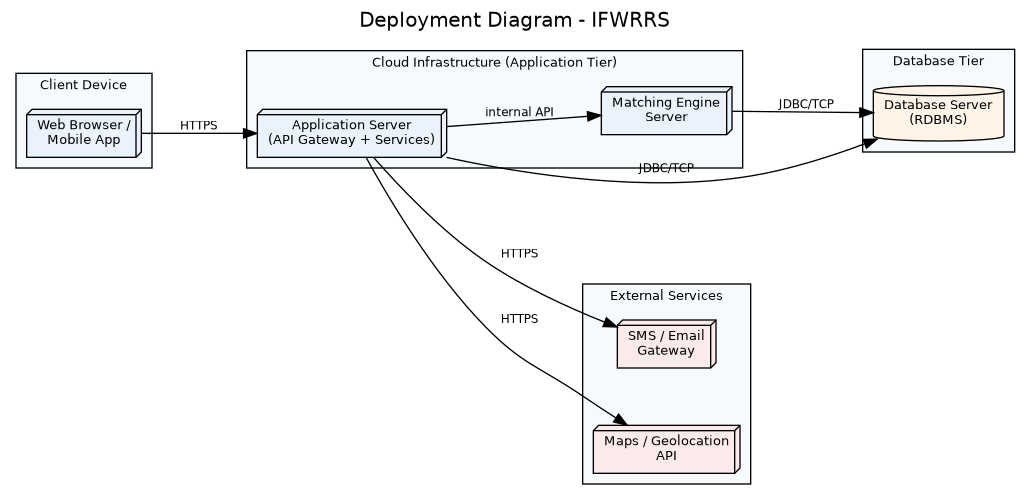 Deployment Diagram - IFWRRS
Client Device
Web Browser /
Mobile App
HTTPS
Cloud Infrastructure (Application Tier)
Application Server
(API Gateway + Services)
internal API
Matching Engine
Server
JDBC/TCP
JDBC/TCP
Database Tier
Database Server
(RDBMS)
HTTPS
HTTPS
External Services
SMS / Email
Gateway
Maps / Geolocation
API